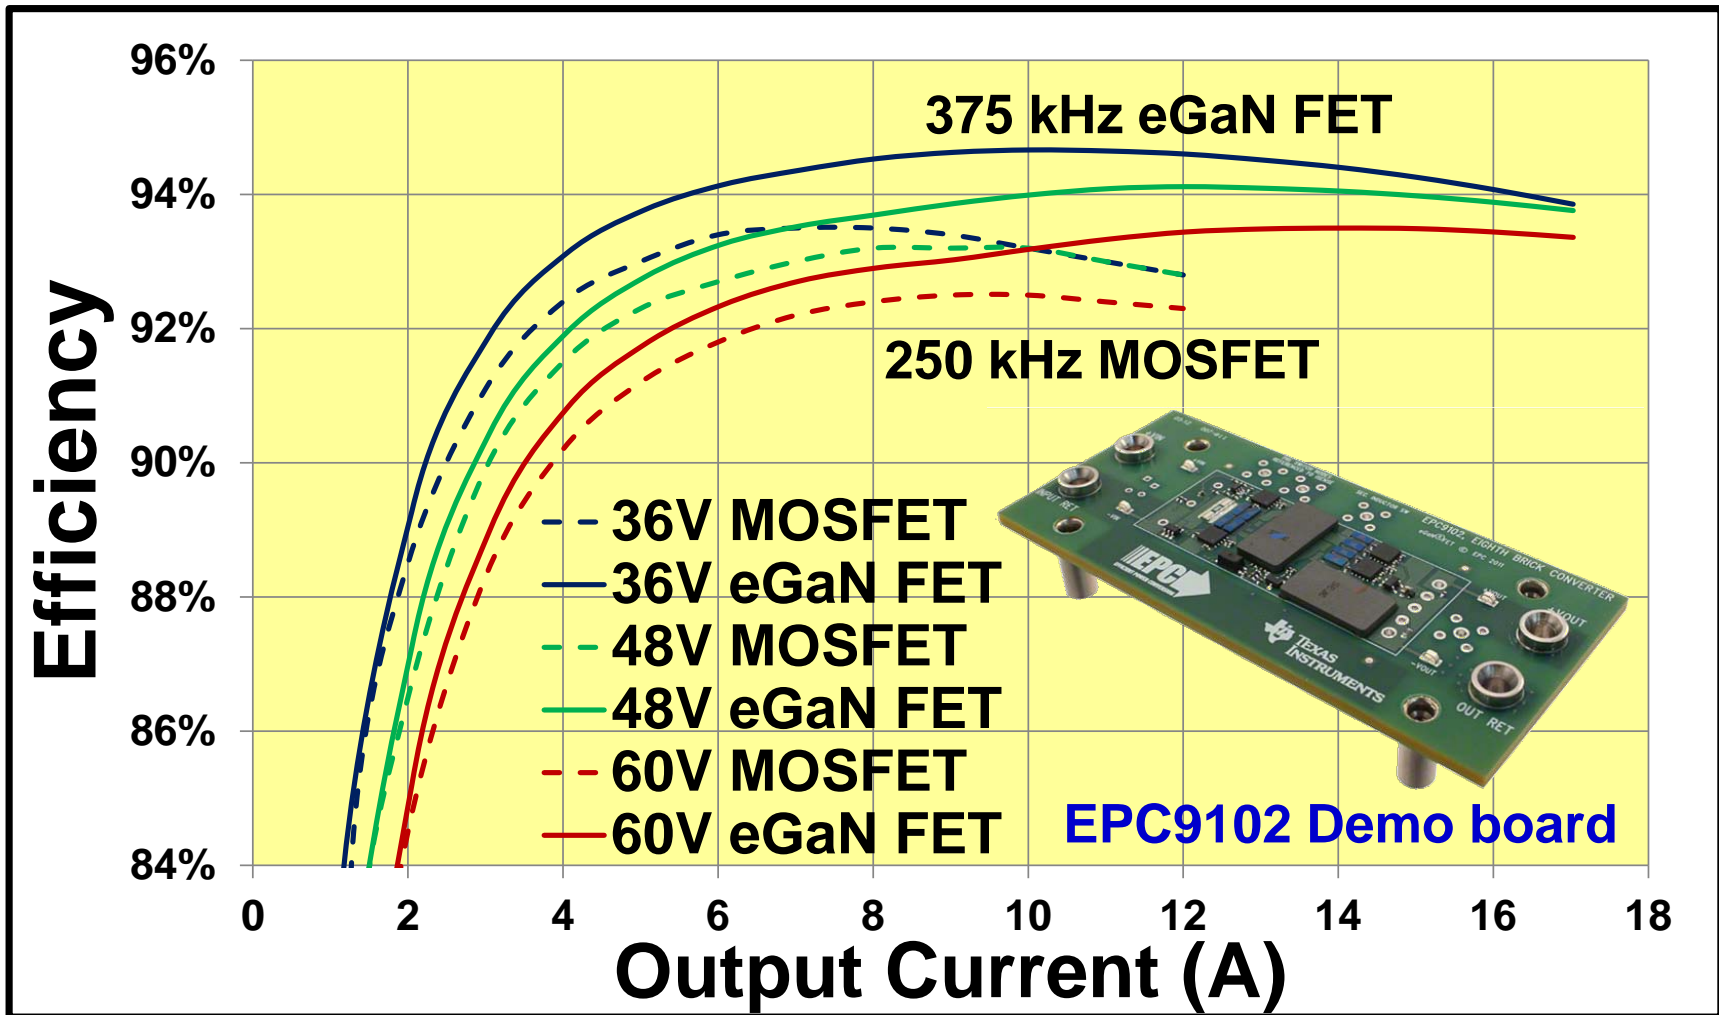 96%
94%
92%
90%
88%
86%
84%
Efficiency
0 2 4 6 8 10 12 14 16 18
Output Current (A)
375 kHz eGaN FET
250 kHz MOSFET
36V MOSFET
36V eGaN FET
48V MOSFET
48V eGaN FET
60V MOSFET
60V eGaN FET
+VIN
INPUT RET
-VIN
EPC9102, EIGHTH BRICK CONVERTER
EPC
TEXAS
INSTRUMENTS
+VOUT
-VOUT
OUT RET
EPC9102 Demo board